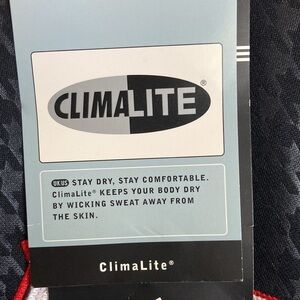 CLIMALITE®
UK/US STAY DRY, STAY COMFORTABLE.
ClimaLite® KEEPS YOUR BODY DRY
BY WICKING SWEAT AWAY FROM
THE SKIN.
ClimaLite®